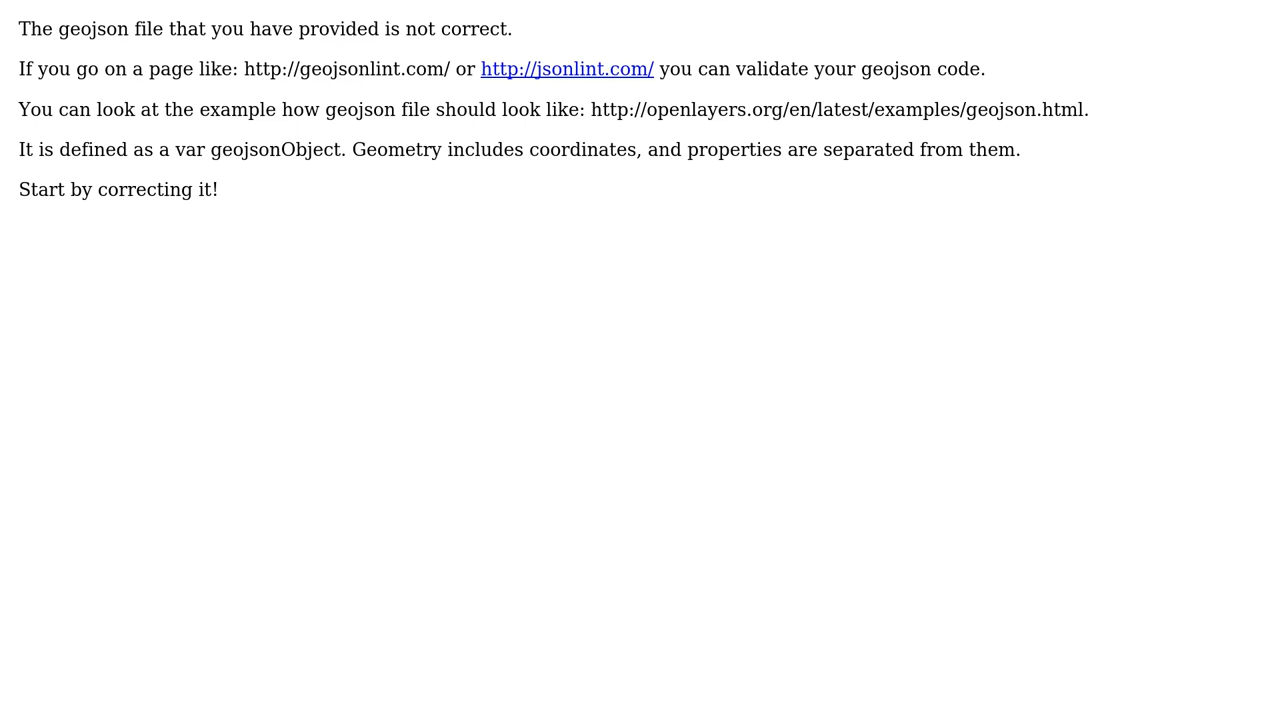 The geojson file that you have provided is not correct.
If you go on a page like: http://geojsonlint.com/ or http://jsonlint.com/ you can validate your geojson code.
You can look at the example how geojson file should look like: http://openlayers.org/en/latest/examples/geojson.html.
It is defined as a var geojsonObject. Geometry includes coordinates, and properties are separated from them.
Start by correcting it!